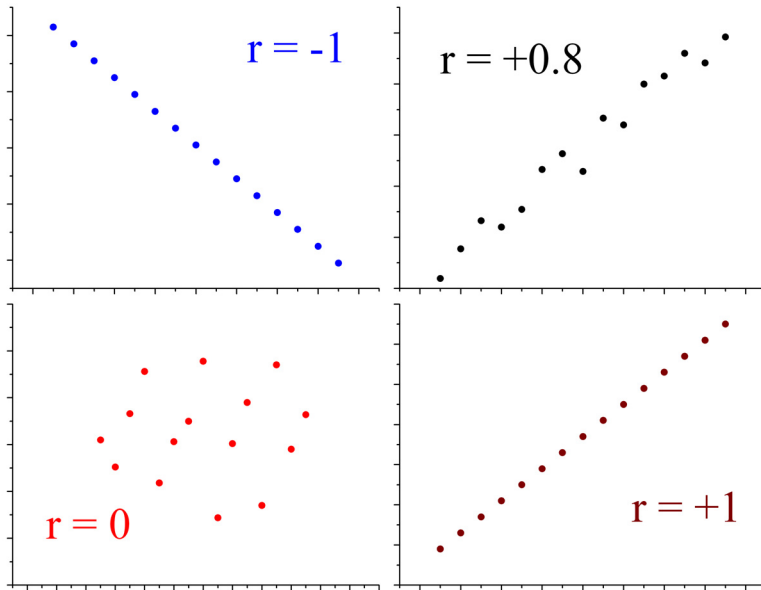 r = -1
r = +0.8
r = 0
r = +1